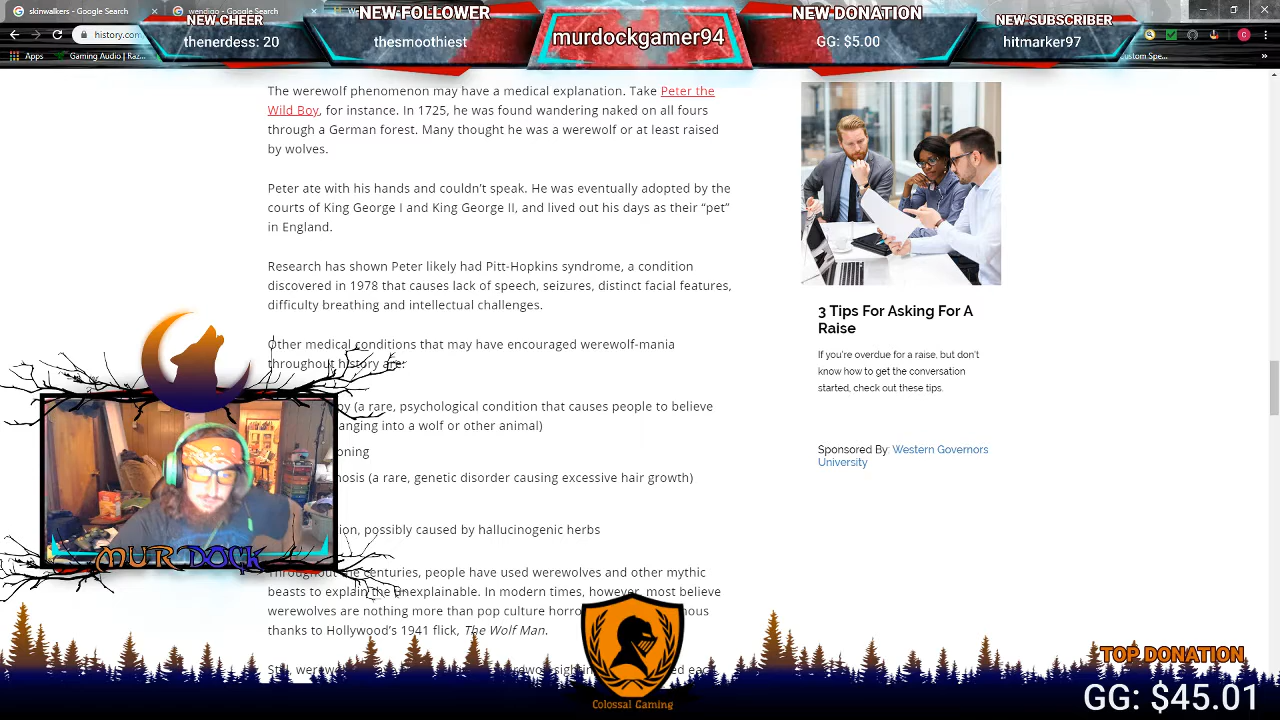 skinwalkers - Google Search
wendigo - Google Search
NEW CHEER
thenerdess: 20
NEW FOLLOWER
thesmoothiest
murdockgamer94
NEW DONATION
GG: $5.00
NEW SUBSCRIBER
hitmarker97
history.com
Apps
Gaming Audio | Raz...
Custom Spe...
The werewolf phenomenon may have a medical explanation. Take Peter the
Wild Boy, for instance. In 1725, he was found wandering naked on all fours
through a German forest. Many thought he was a werewolf or at least raised
by wolves.
Peter ate with his hands and couldn't speak. He was eventually adopted by the
courts of King George I and King George II, and lived out his days as their “pet”
in England.
Research has shown Peter likely had Pitt-Hopkins syndrome, a condition
discovered in 1978 that causes lack of speech, seizures, distinct facial features,
difficulty breathing and intellectual challenges.
Other medical conditions that may have encouraged werewolf-mania
throughout history are:
(a rare, psychological condition that causes people to believe
into a wolf or other animal)
(a rare, genetic disorder causing excessive hair growth)
possibly caused by hallucinogenic herbs
Throughout the centuries, people have used werewolves and other mythic
beasts to explain the unexplainable. In modern times, however, most believe
werewolves are nothing more than pop culture
thanks to Hollywood's 1941 flick, The Wolf Man.
3 Tips For Asking For A
Raise
If you're overdue for a raise, but don't
know how to get the conversation
started, check out these tips.
Sponsored By: Western Governors
University
MURDOCK
Colossal Gaming
TOP DONATION
GG: $45.01